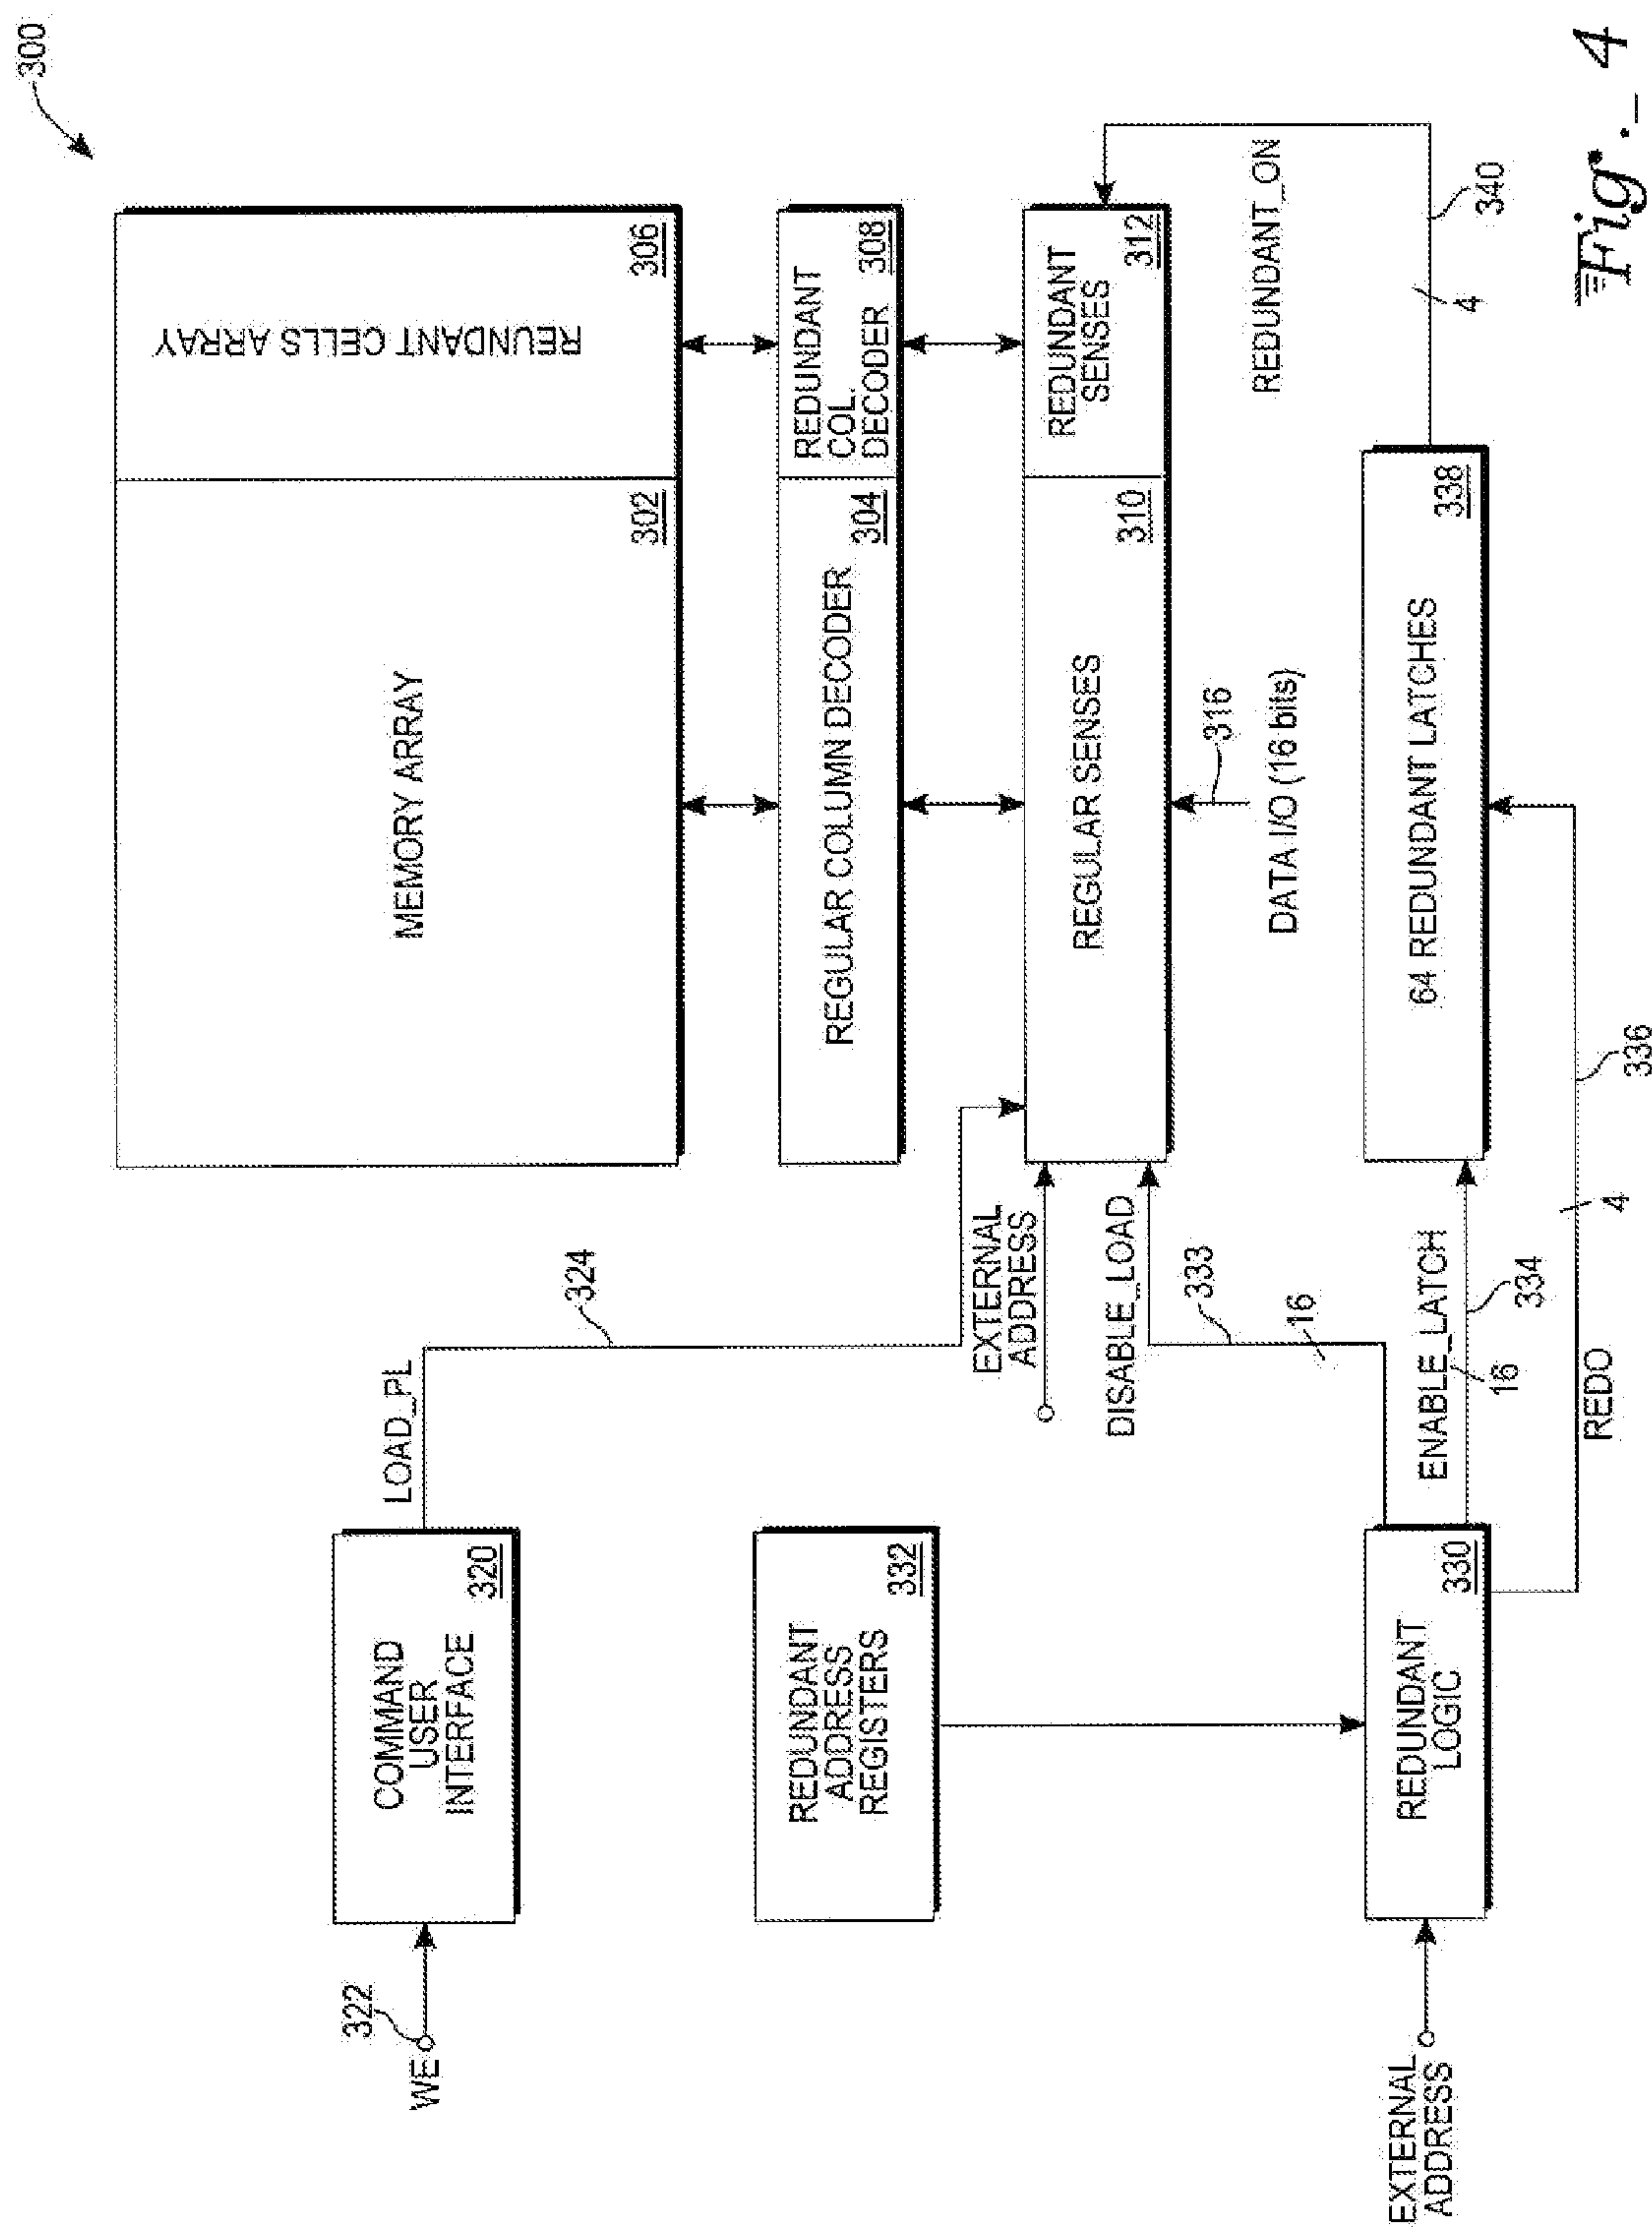 300
MEMORY ARRAY
302
REUNDANT CELLS ARRAY
306
REGULAR COLUMN DECODER
304
REDUNDANT
COL.
DECODER
308
REGULAR SENSES
310
REDUNDANT
SENSES
312
WE
322
COMMAND
USER
INTERFACE
320
LOAD_PL
324
EXTERNAL
ADDRESS
DISABLE_LOAD
333
16
316
DATA I/O (16 bits)
REDUNDANT_ON
REDUNDANT
ADDRESS
REGISTERS
332
EXTERNAL
ADDRESS
REDUNDANT
LOGIC
330
ENABLE_LATCH
16
334
64 REDUNDANT LATCHES
338
4
340
REDO
4
336
Fig._ 4